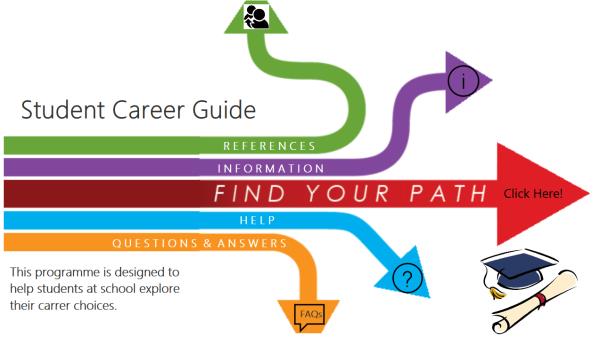 Student Career Guide
i
REFERENCES
INFORMATION
FIND YOUR PATH Click Here!
HELP
QUESTIONS & ANSWERS
This programme is designed to
help students at school explore
their carrer choices.
?
FAQs